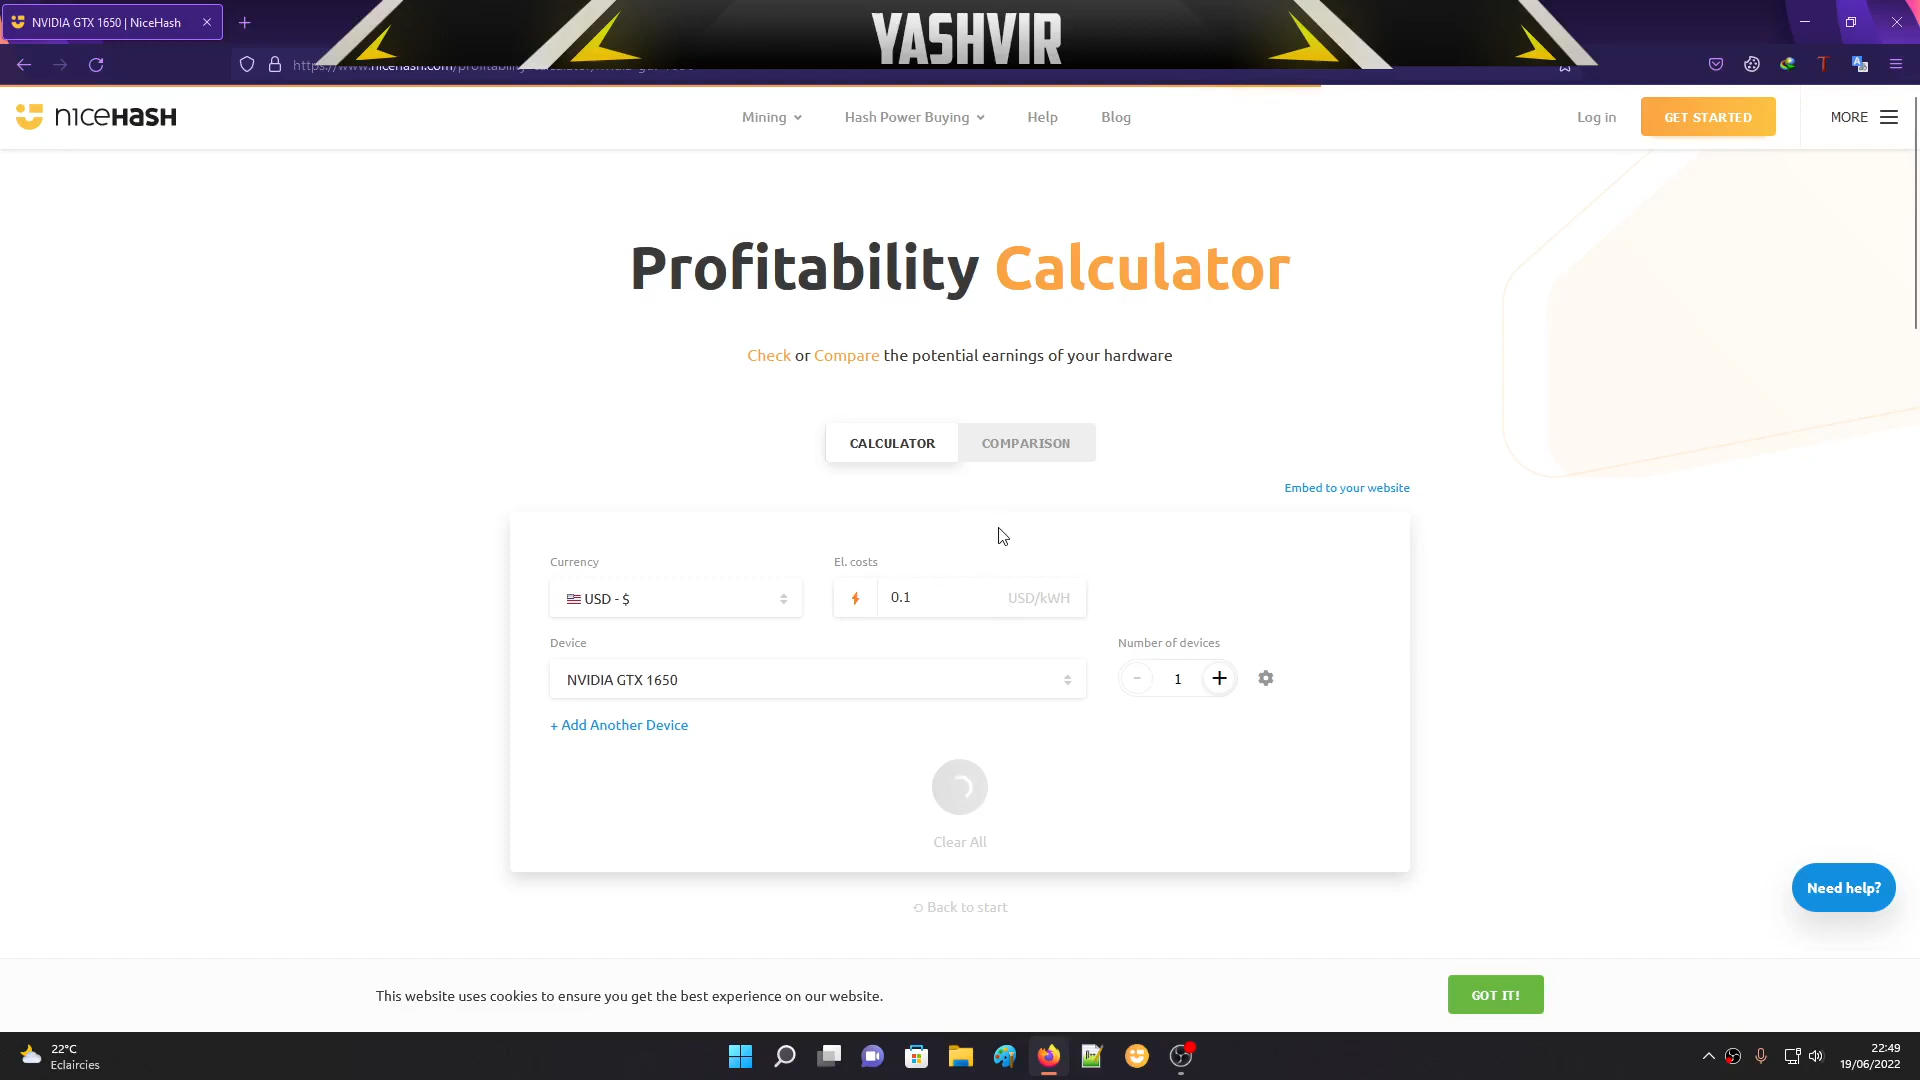 NVIDIA GTX 1650 | NiceHash
YASHVIR
niceHASH
Mining
Hash Power Buying
Help
Blog
Log in
GET STARTED
MORE
Profitability Calculator
Check or Compare the potential earnings of your hardware
CALCULATOR
COMPARISON
Embed to your website
Currency
El. costs
USD - $
0.1
USD/kWH
Device
Number of devices
NVIDIA GTX 1650
- 1 +
+ Add Another Device
Clear All
Back to start
Need help?
This website uses cookies to ensure you get the best experience on our website.
GOT IT!
22°C
Eclaircies
22:49
19/06/2022